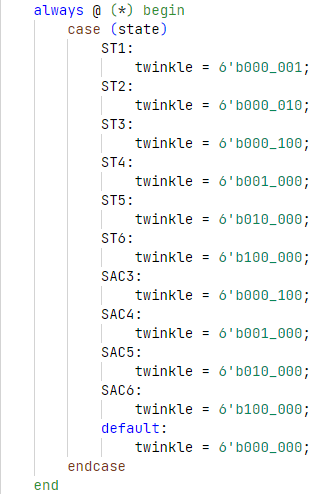 always @ (*) begin
case (state)
ST1:
twinkle = 6'b000_001;
ST2:
twinkle = 6'b000_010;
ST3:
twinkle = 6'b000_100;
ST4:
twinkle = 6'b001_000;
ST5:
twinkle = 6'b010_000;
ST6:
twinkle = 6'b100_000;
SAC3:
twinkle = 6'b000_100;
SAC4:
twinkle = 6'b001_000;
SAC5:
twinkle = 6'b010_000;
SAC6:
twinkle = 6'b100_000;
default:
twinkle = 6'b000_000;
endcase
end